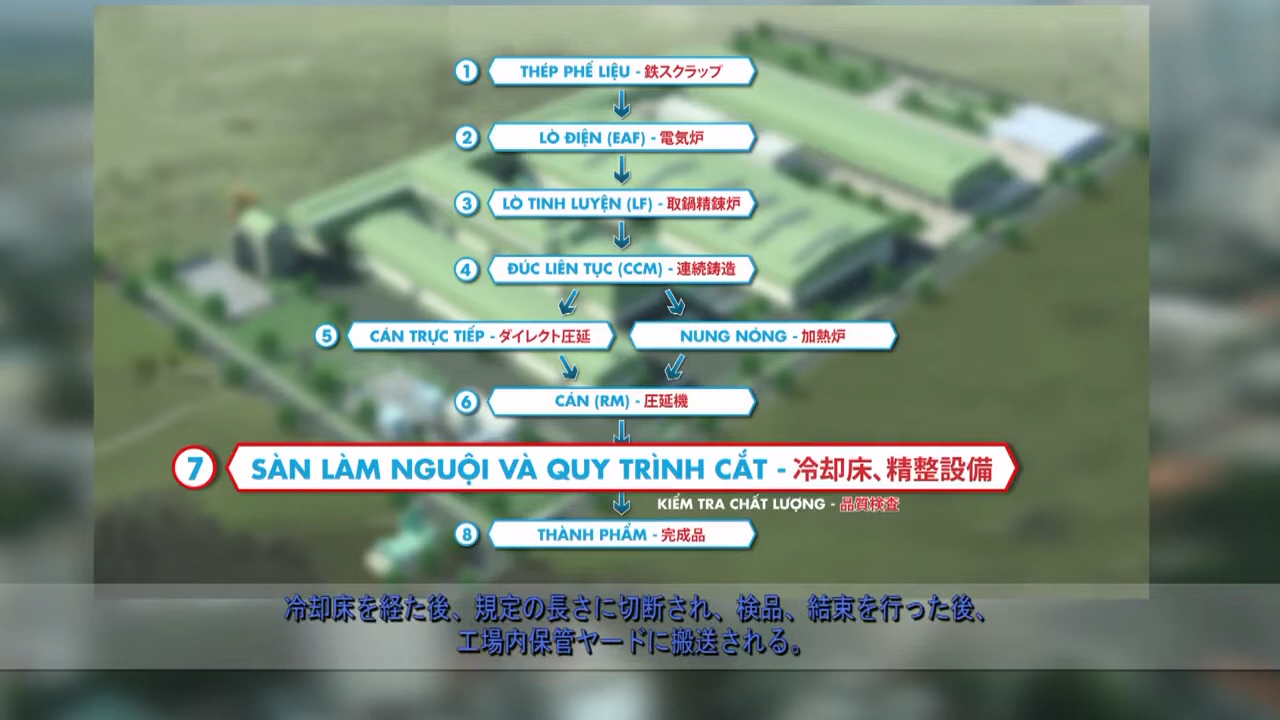 1 THÉP PHẾ LIỆU - 鉄スクラップ
2 LÒ ĐIỆN (EAF) - 電気炉
3 LÒ TINH LUYỆN (LF) - 取鍋精錬炉
4 ĐÚC LIÊN TỤC (CCM) - 連続鋳造
5 CÁN TRỰC TIẾP - ダイレクト圧延
NUNG NÓNG - 加熱炉
6 CÁN (RM) - 圧延機
7 SÀN LÀM NGUỘI VÀ QUY TRÌNH CẮT - 冷却床、精整設備
KIỂM TRA CHẤT LƯỢNG - 品質検査
8 THÀNH PHẨM - 完成品
冷却床を経た後、規定の長さに切断され、検品、結束を行った後、
工場内保管ヤードに搬送される。